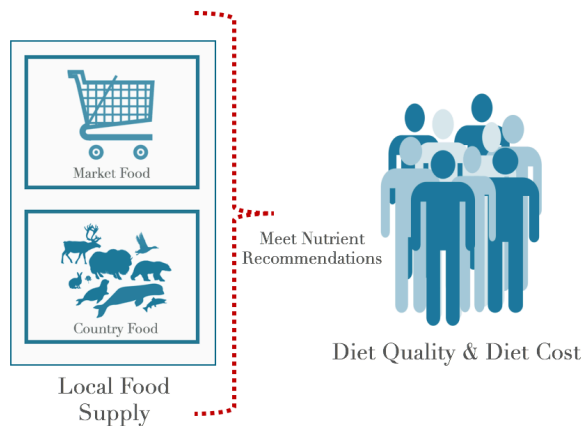 Market Food
Country Food
Local Food
Supply
Meet Nutrient
Recommendations
Diet Quality & Diet Cost